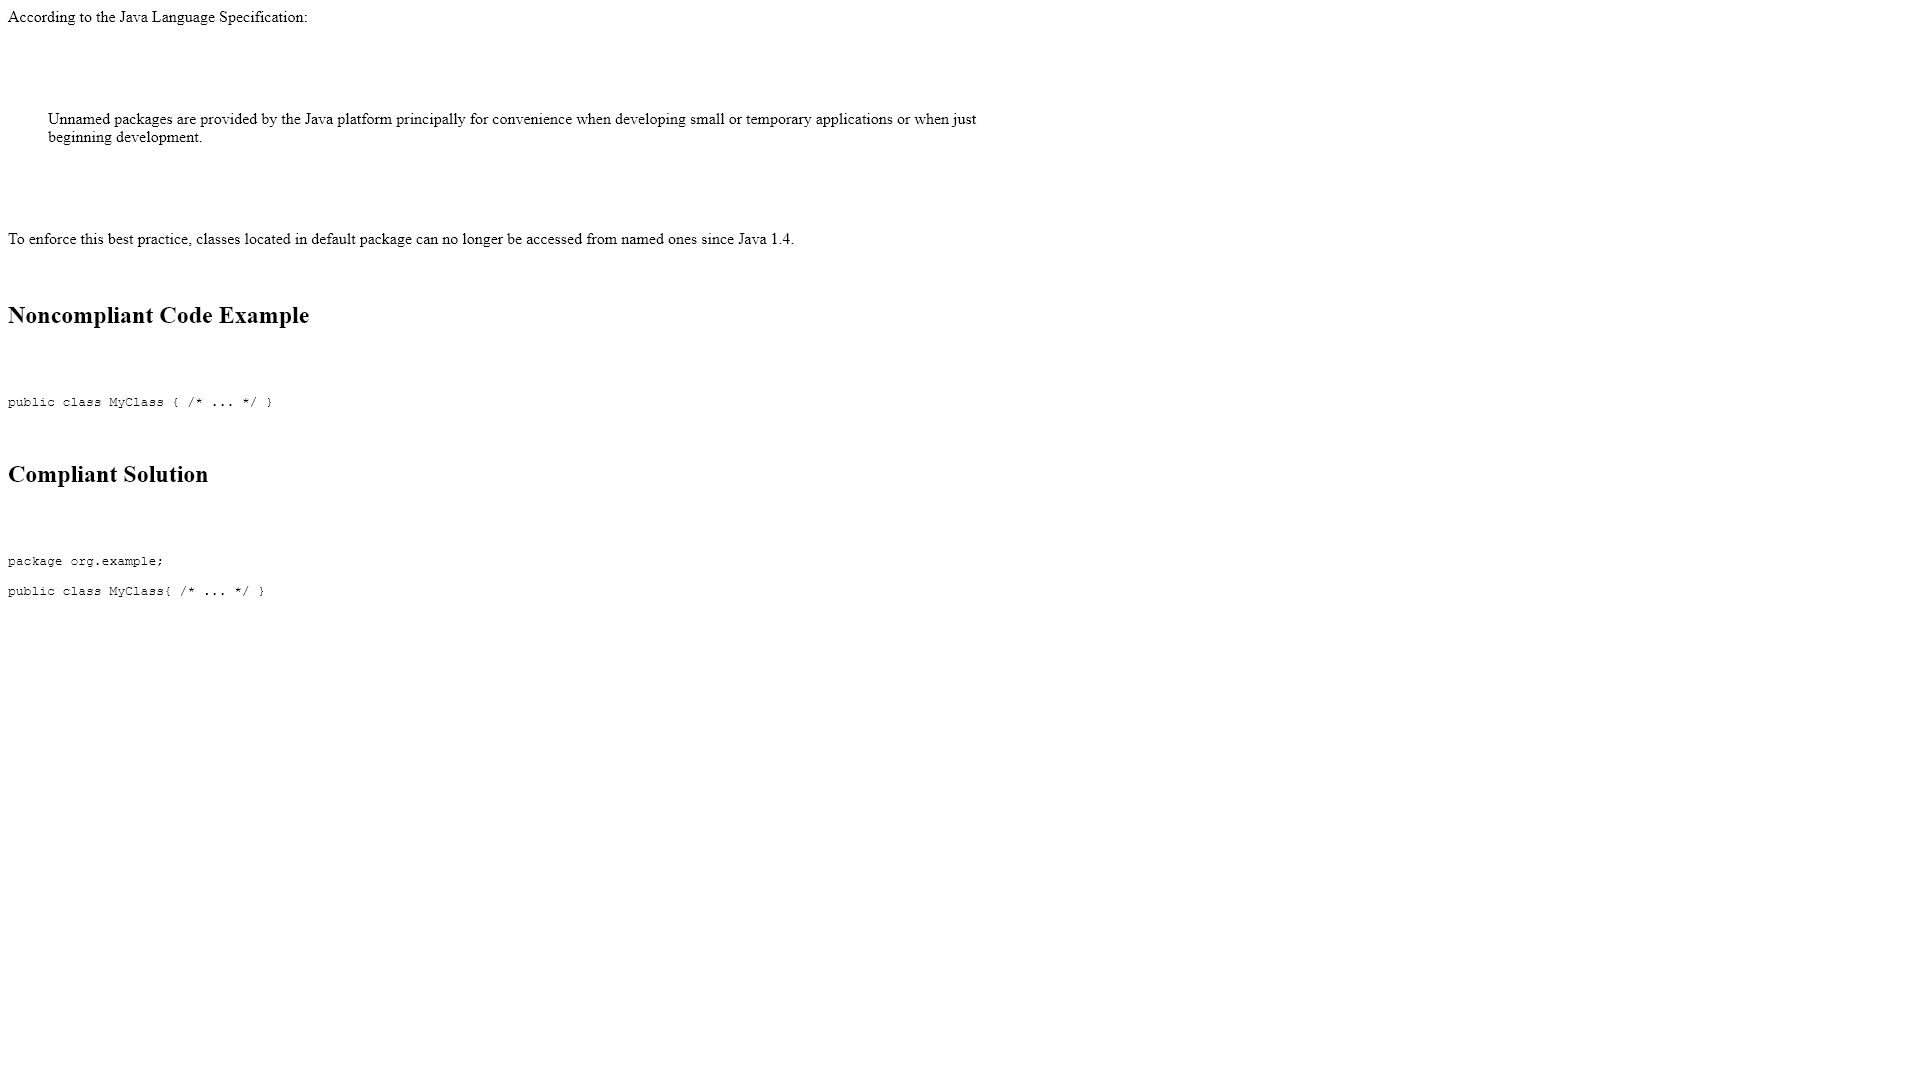 According to the Java Language Specification:
Unnamed packages are provided by the Java platform principally for convenience when developing small or temporary applications or when just
beginning development.
To enforce this best practice, classes located in default package can no longer be accessed from named ones since Java 1.4.
Noncompliant Code Example
public class MyClass { /* ... */ }
Compliant Solution
package org.example;
public class MyClass{ /* ... */ }